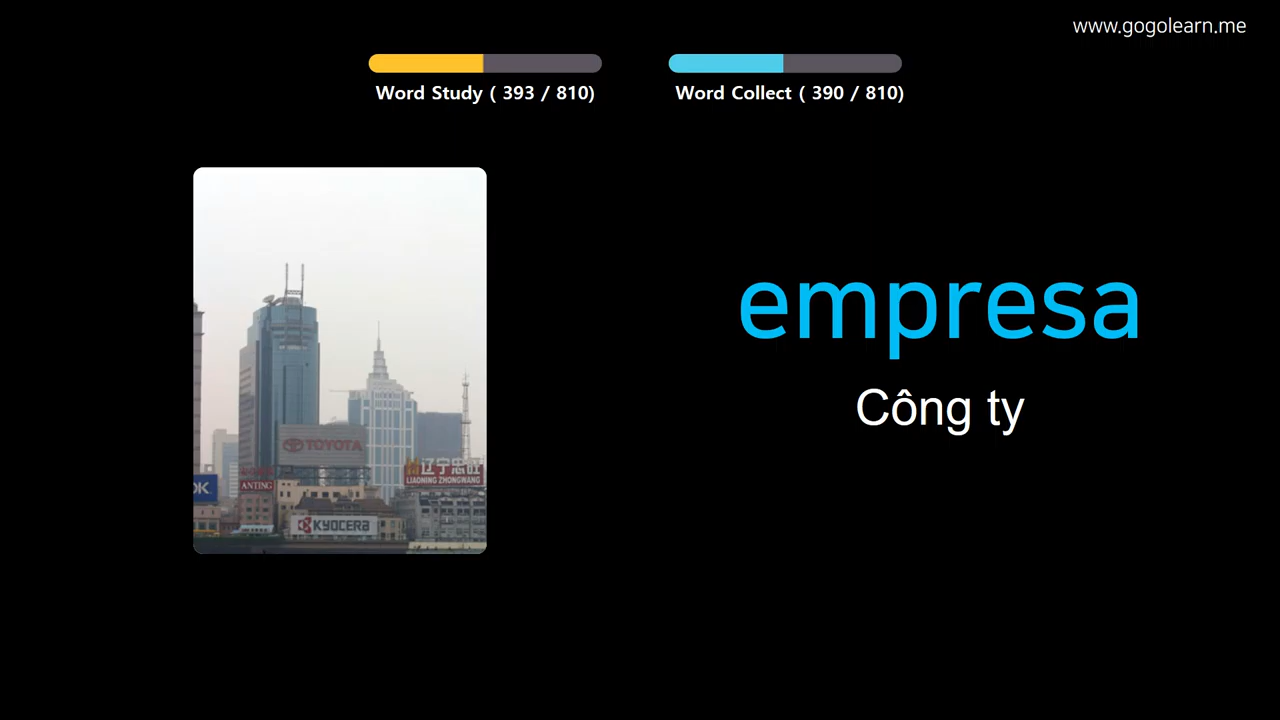 www.gogolearn.me
Word Study ( 393 / 810)
Word Collect ( 390 / 810)
empresa
Công ty
TOYOTA
辽宁忠旺
LIAONING ZHONGWANG
OK.
ANTING
KYOCERA